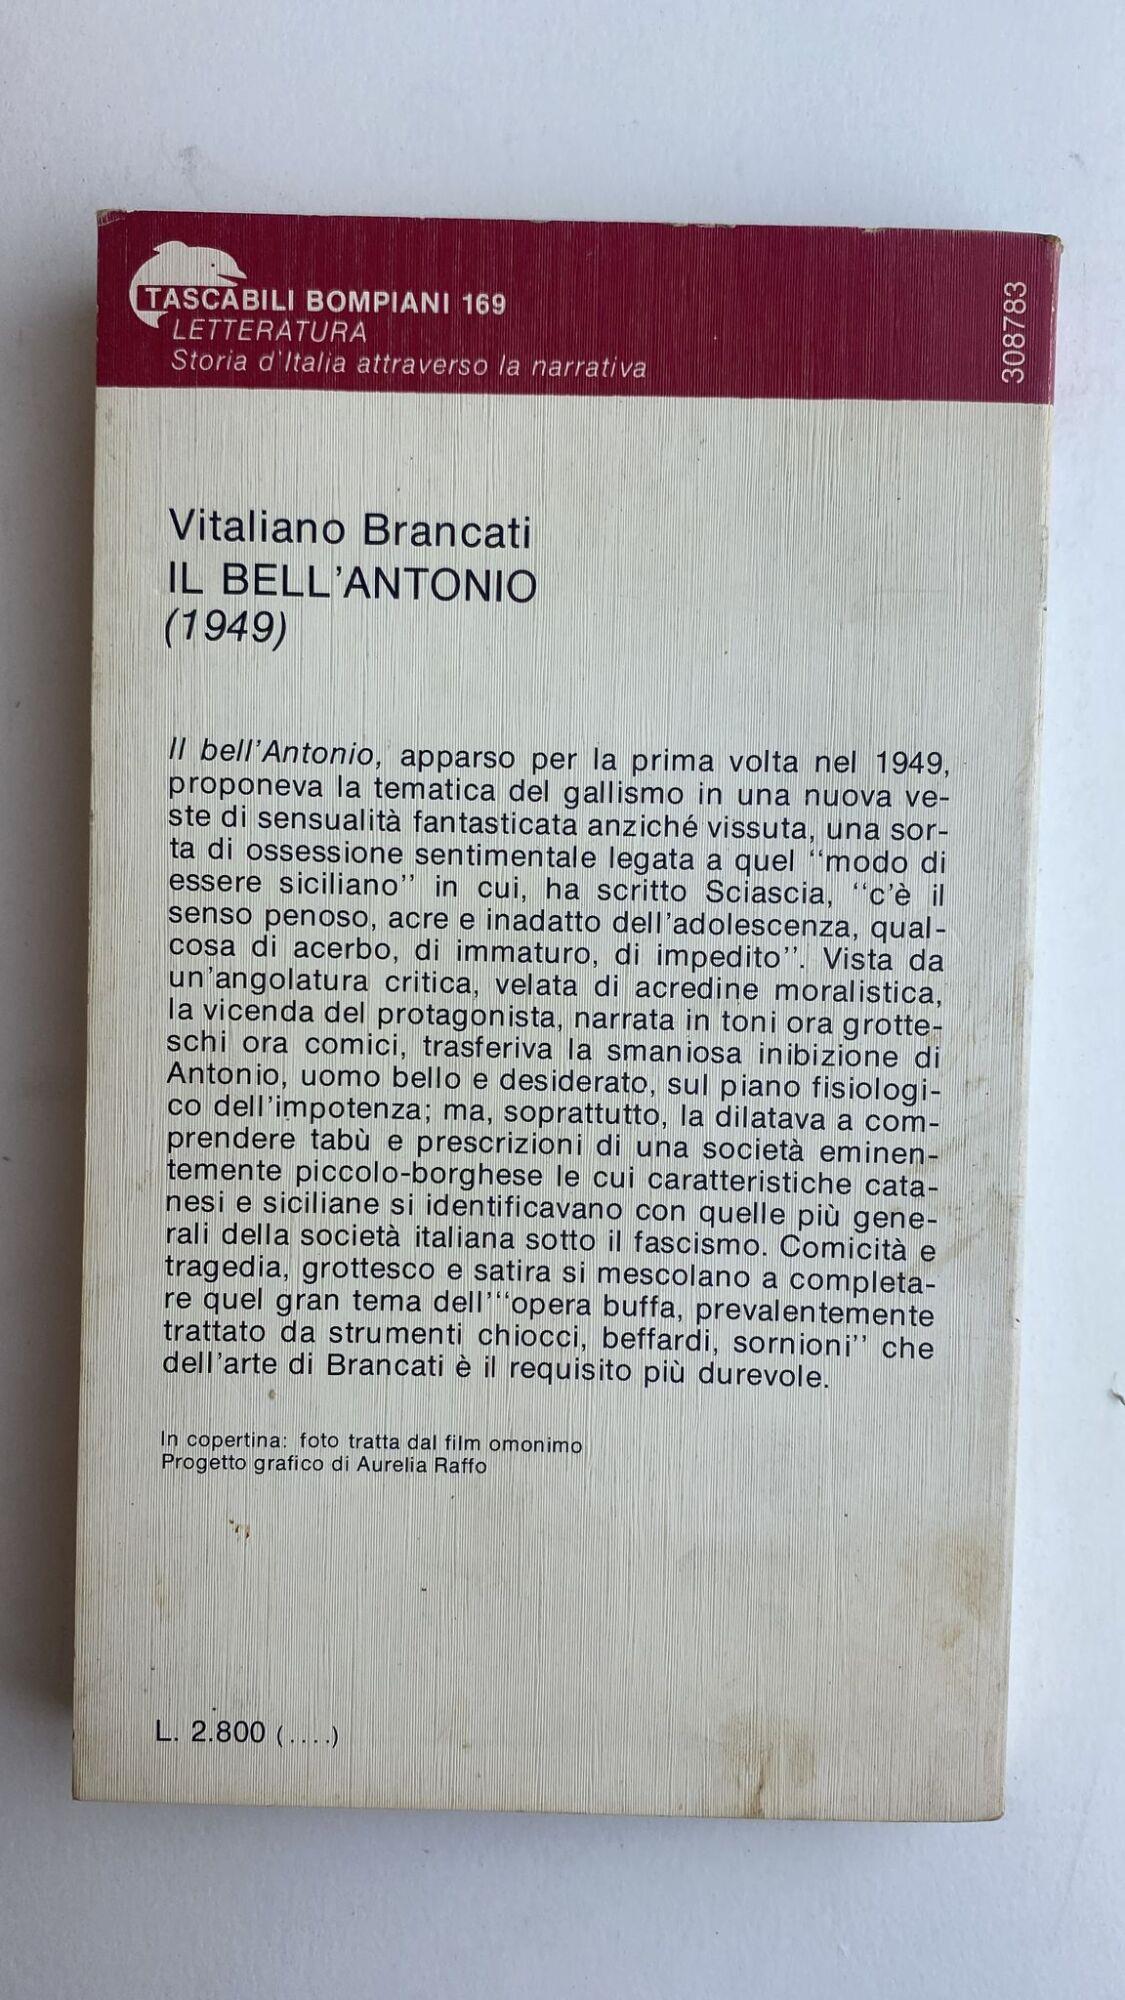 TASCABILI BOMPIANI 169
LETTERATURA
Storia d'Italia attraverso la narrativa
308783
Vitaliano Brancati
IL BELL'ANTONIO
(1949)
Il bell'Antonio, apparso per la prima volta nel 1949,
proponeva la tematica del gallismo in una nuova ve-
ste di sensualità fantasticata anziché vissuta, una sor-
ta di ossessione sentimentale legata a quel "modo di
essere siciliano" in cui, ha scritto Sciascia, "c'è il
senso penoso, acre e inadatto dell'adolescenza, qual-
cosa di acerbo, di immaturo, di impedito". Vista da
un'angolatura critica, velata di acredine moralistica,
la vicenda del protagonista, narrata in toni ora grotte-
schi ora comici, trasferiva la smaniosa inibizione di
Antonio, uomo bello e desiderato, sul piano fisiologi-
co dell'impotenza; ma, soprattutto, la dilatava a com-
prendere tabù e prescrizioni di una società eminen-
temente piccolo-borghese le cui caratteristiche cata-
nesi e siciliane si identificavano con quelle più gene-
rali della società italiana sotto il fascismo. Comicità e
tragedia, grottesco e satira si mescolano a completa-
re quel gran tema dell'"opera buffa, prevalentemente
trattato da strumenti chiocci, beffardi, sornioni" che
dell'arte di Brancati è il requisito più durevole.
In copertina: foto tratta dal film omonimo
Progetto grafico di Aurelia Raffo
L. 2.800 (....)